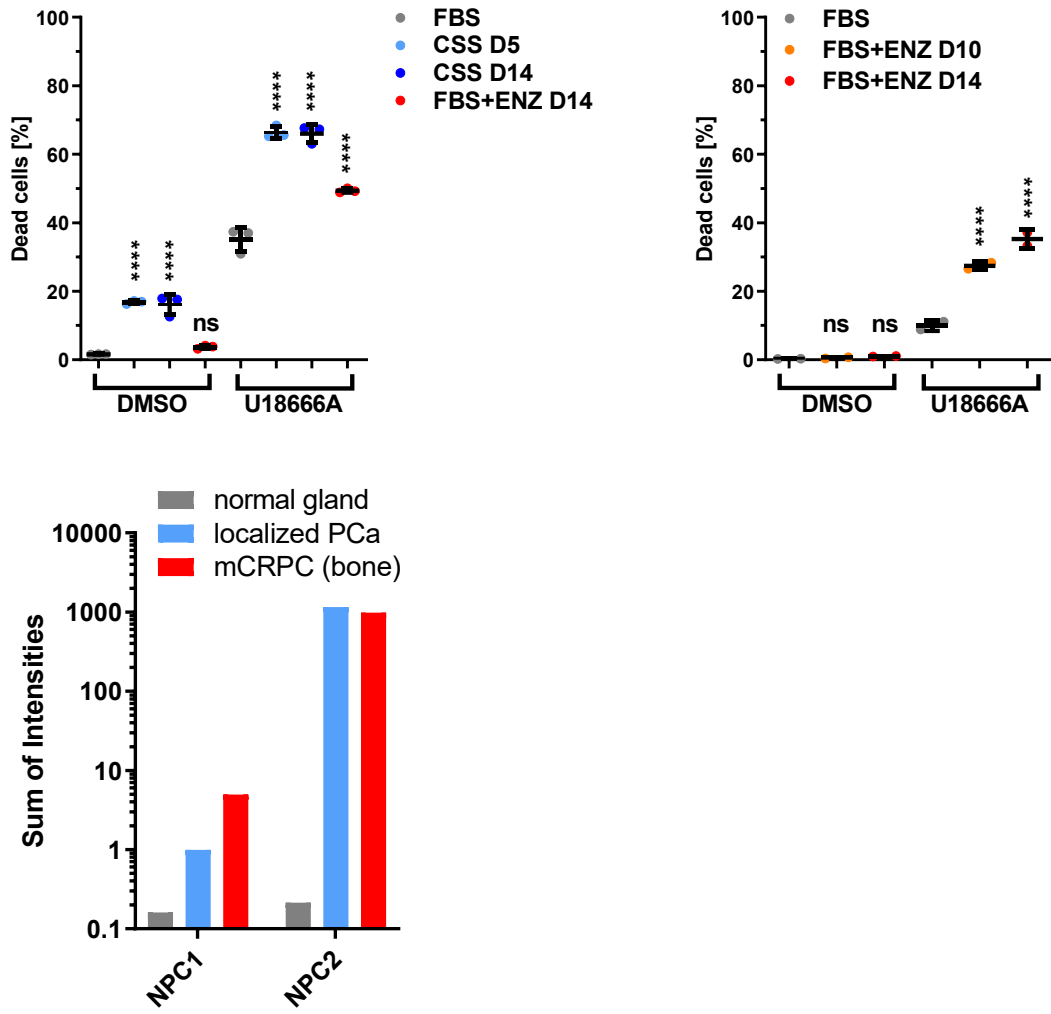 FBS
CSS D5
CSS D14
FBS+ENZ D14
Dead cells [%]
100
80
60
40
20
0
****
****
ns
****
****
****
DMSO
U18666A
FBS
FBS+ENZ D10
FBS+ENZ D14
Dead cells [%]
100
80
60
40
20
0
ns
ns
****
****
DMSO
U18666A
normal gland
localized PCa
mCRPC (bone)
Sum of Intensities
10000
1000
100
10
1
0.1
NPC1
NPC2